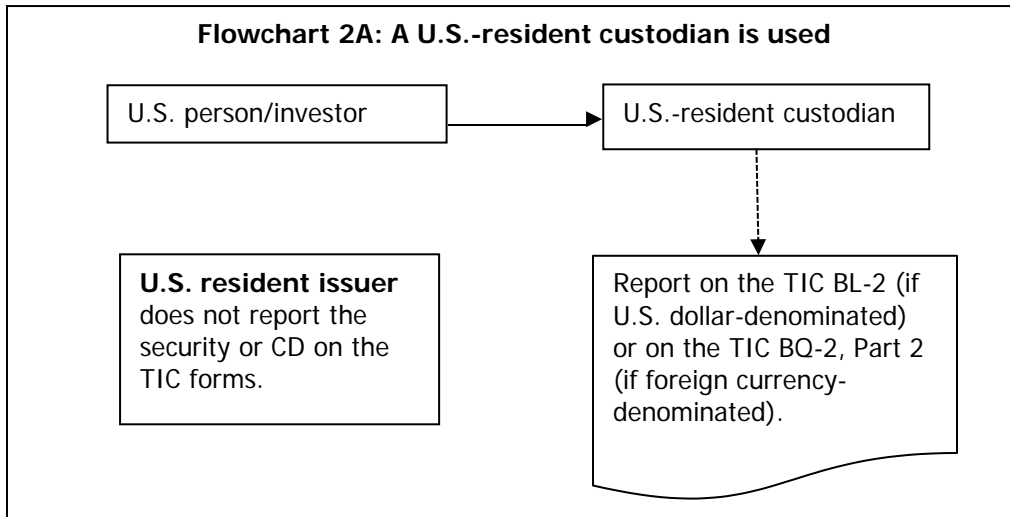 Flowchart 2A: A U.S.-resident custodian is used
U.S. person/investor
U.S.-resident custodian
U.S. resident issuer
does not report the
security or CD on the
TIC forms.
Report on the TIC BL-2 (if
U.S. dollar-denominated)
or on the TIC BQ-2, Part 2
(if foreign currency-
denominated).